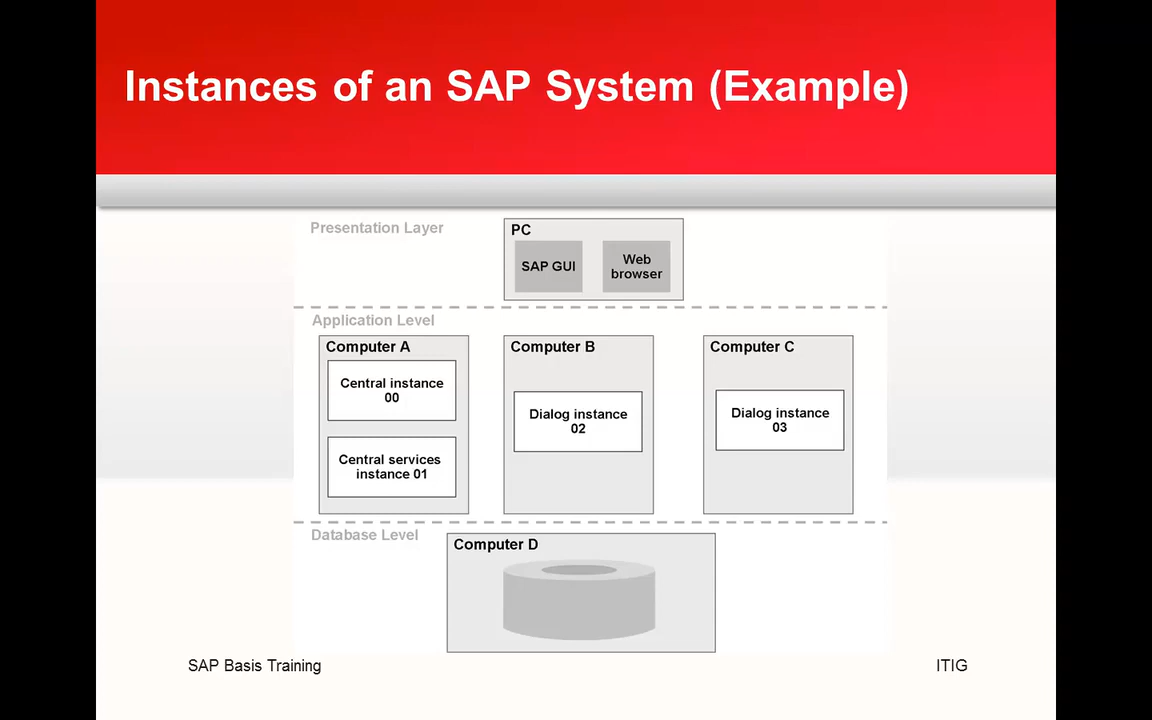 Instances of an SAP System (Example)
Presentation Layer
PC
SAP GUI
Web
browser
Application Level
Computer A
Central instance
00
Central services
instance 01
Computer B
Dialog instance
02
Computer C
Dialog instance
03
Database Level
Computer D
SAP Basis Training
ITIG